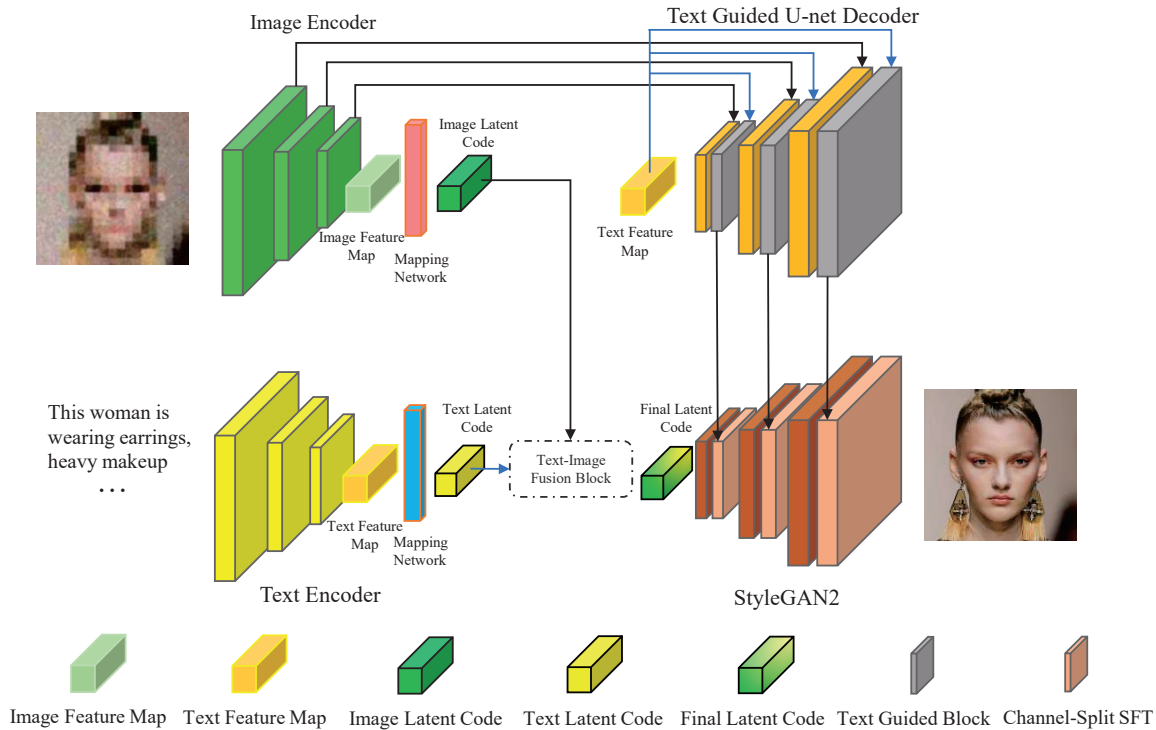 Image Encoder
Text Guided U-net Decoder
Image Latent
Code
Image Feature
Map
Mapping
Network
Text Feature
Map
This woman is
wearing earrings,
heavy makeup
...
Text Latent
Code
Text-Image
Fusion Block
Final Latent
Code
Text Feature
Map
Mapping
Network
Text Encoder
StyleGAN2
Image Feature Map
Text Feature Map
Image Latent Code
Text Latent Code
Final Latent Code
Text Guided Block
Channel-Split SFT